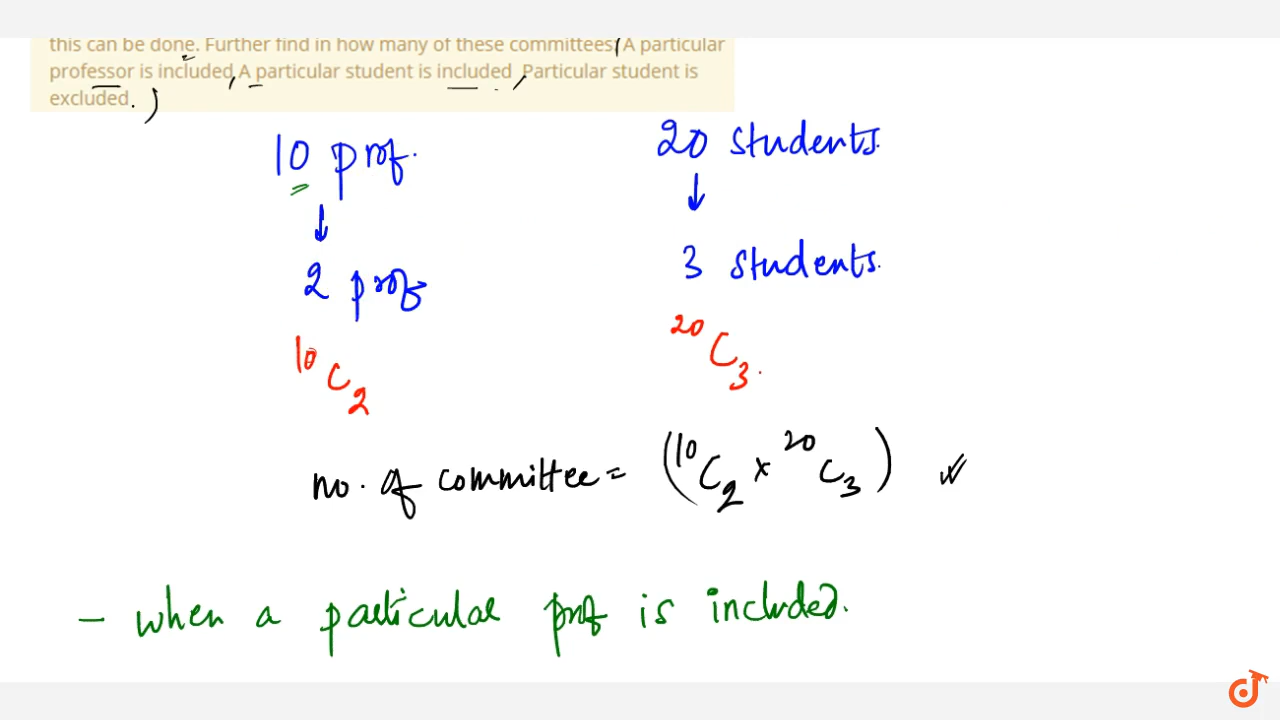 this can be done. Further find in how many of these committees: A particular
professor is included, A particular student is included Particular student is
excluded.
10 prof. 20 students.
↓ ↓
2 prof 3 students.
¹⁰C₂ ²⁰C₃.
no. of committee = (¹⁰C₂ × ²⁰C₃)
- when a particular prof is included.